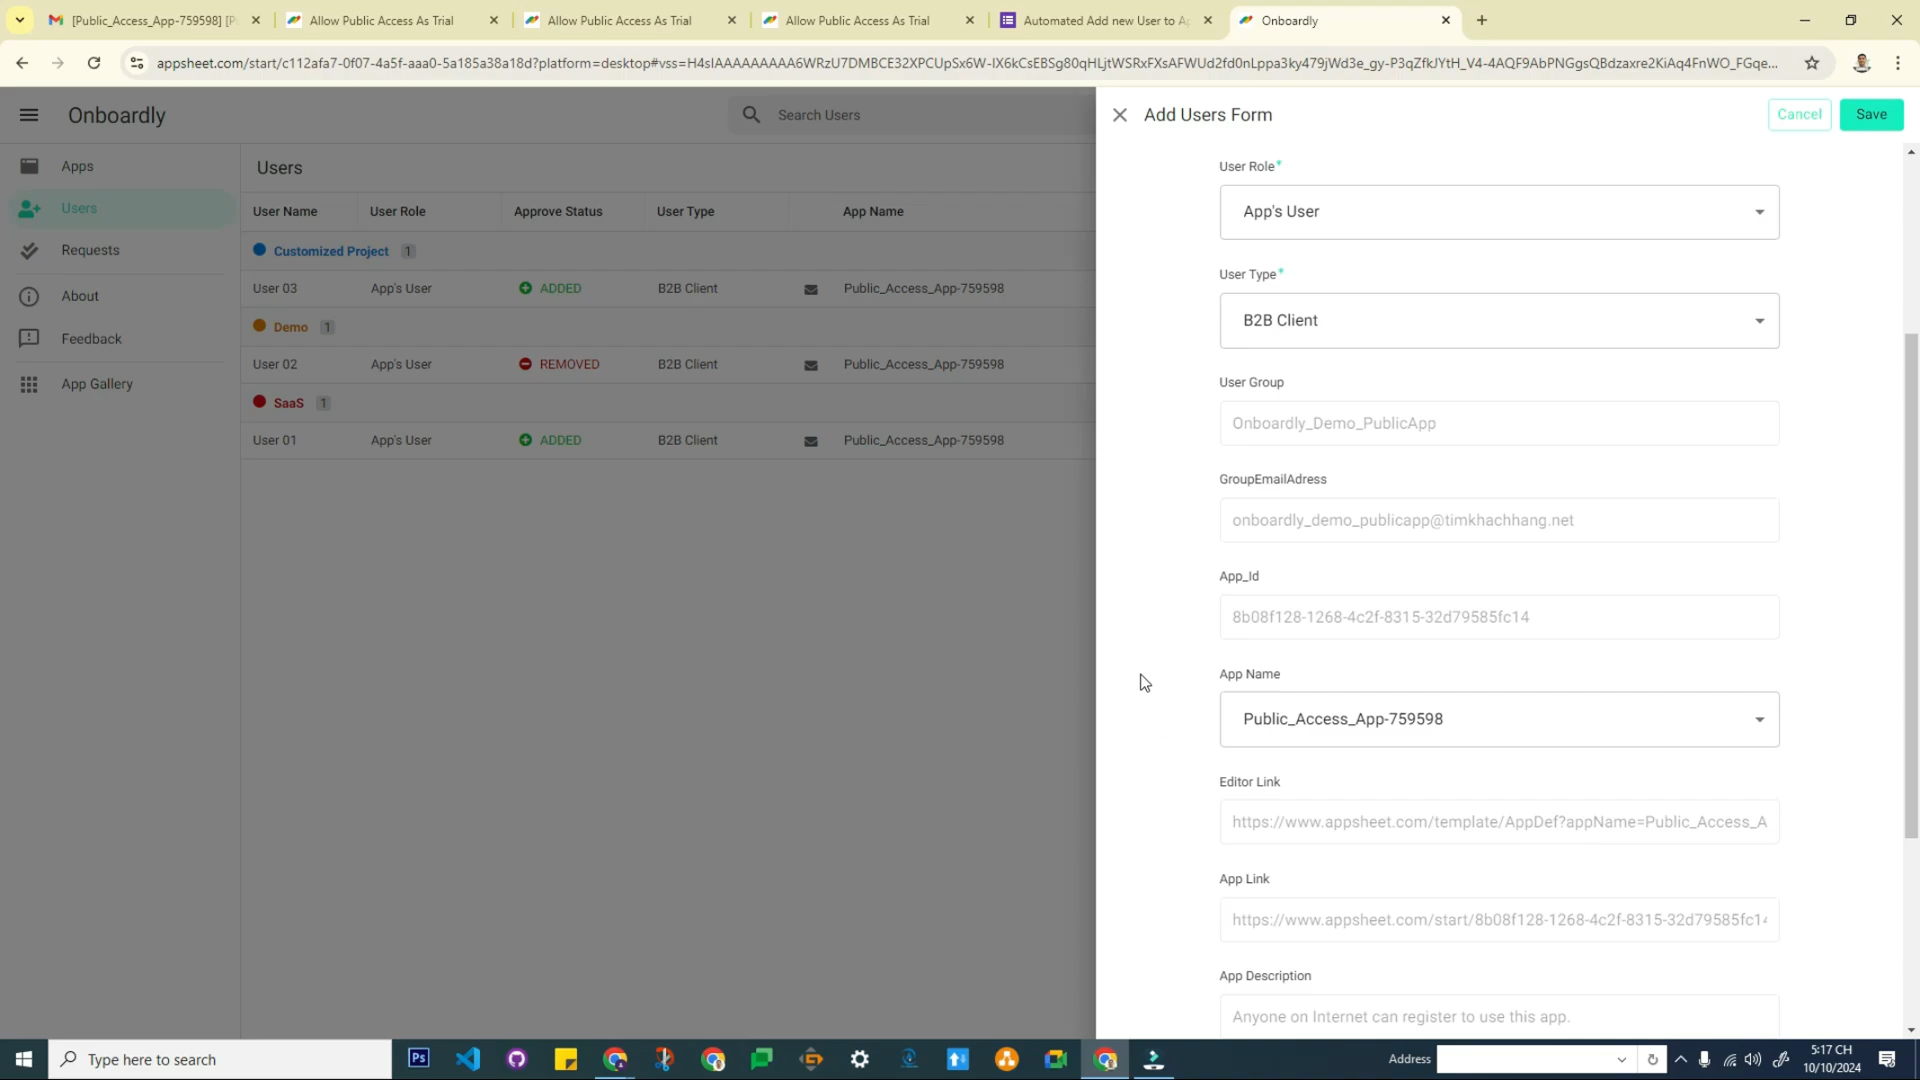 [Public_Access_App-759598] [P
Allow Public Access As Trial
Allow Public Access As Trial
Allow Public Access As Trial
Automated Add new User to Ap
Onboardly
appsheet.com/start/c112afa7-0f07-4a5f-aaa0-5a185a38a18d?platform=desktop#vss=H4sIAAAAAAAAA6WRzU7DMBCE32XPCUpSx6W-IX6kCsEBSg80qHLjtWSRxFXsAFWUd2fd0nLppa3ky479jWd3e_gy-P3qZfkJYtH_V4-4AQF9AbPNGgsQBdzaxre2KiAq4FnWO_FGqe...
Onboardly
Search Users
Add Users Form
Cancel
Save
Apps
Users
Requests
About
Feedback
App Gallery
Users
User Name
User Role
Approve Status
User Type
App Name
Customized Project 1
User 03
App's User
ADDED
B2B Client
Public_Access_App-759598
Demo 1
User 02
App's User
REMOVED
B2B Client
Public_Access_App-759598
SaaS 1
User 01
App's User
ADDED
B2B Client
Public_Access_App-759598
User Role*
App's User
User Type*
B2B Client
User Group
Onboardly_Demo_PublicApp
GroupEmailAdress
onboardly_demo_publicapp@timkhachhang.net
App_Id
8b08f128-1268-4c2f-8315-32d79585fc14
App Name
Public_Access_App-759598
Editor Link
https://www.appsheet.com/template/AppDef?appName=Public_Access_A
App Link
https://www.appsheet.com/start/8b08f128-1268-4c2f-8315-32d79585fc14
App Description
Anyone on Internet can register to use this app.
Type here to search
Ps
Address
5:17 CH
10/10/2024